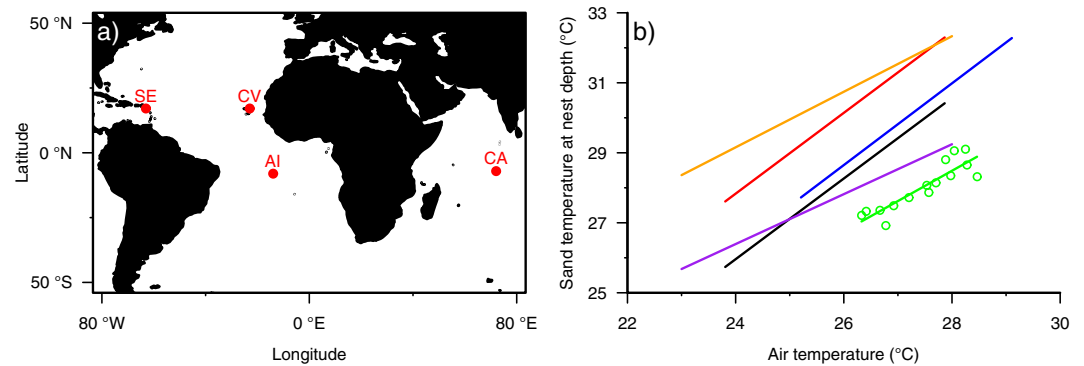 a)
50 °N
0 °N
50 °S
Latitude
SE
CV
AI
CA
80 °W
0 °E
80 °E
Longitude
b)
33
31
29
27
25
Sand temperature at nest depth (°C)
22
24
26
28
30
Air temperature (°C)